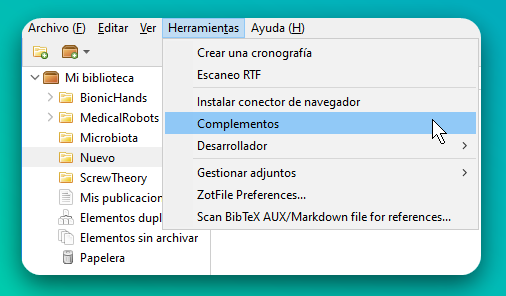 Archivo (F) Editar Ver Herramientas Ayuda (H)
Crear una cronografía
Escaneo RTF
Instalar conector de navegador
Complementos
Desarrollador
Gestionar adjuntos
ZotFile Preferences...
Scan BibTeX AUX/Markdown file for references...
Mi biblioteca
BionicHands
MedicalRobots
Microbiota
Nuevo
ScrewTheory
Mis publicacion
Elementos dupl
Elementos sin archivar
Papelera